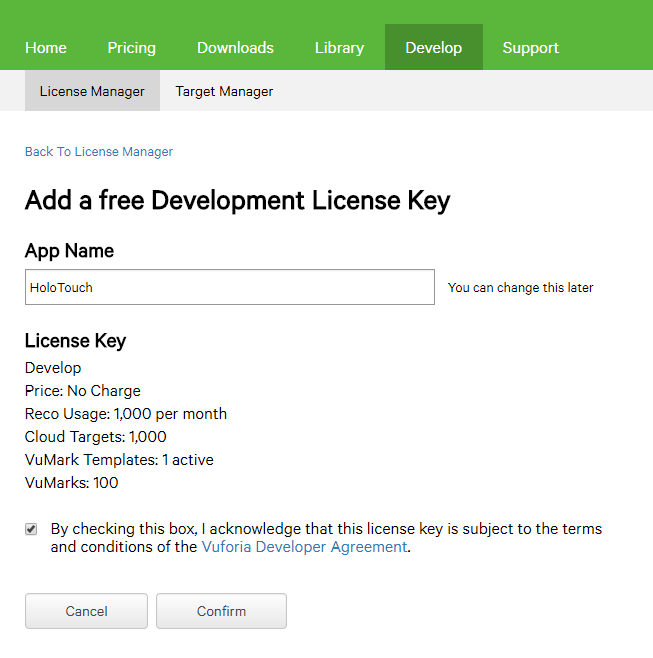 Home Pricing Downloads Library Develop Support
License Manager Target Manager
Back To License Manager
Add a free Development License Key
App Name
HoloTouch You can change this later
License Key
Develop
Price: No Charge
Reco Usage: 1,000 per month
Cloud Targets: 1,000
VuMark Templates: 1 active
VuMarks: 100
By checking this box, I acknowledge that this license key is subject to the terms
and conditions of the Vuforia Developer Agreement.
Cancel Confirm